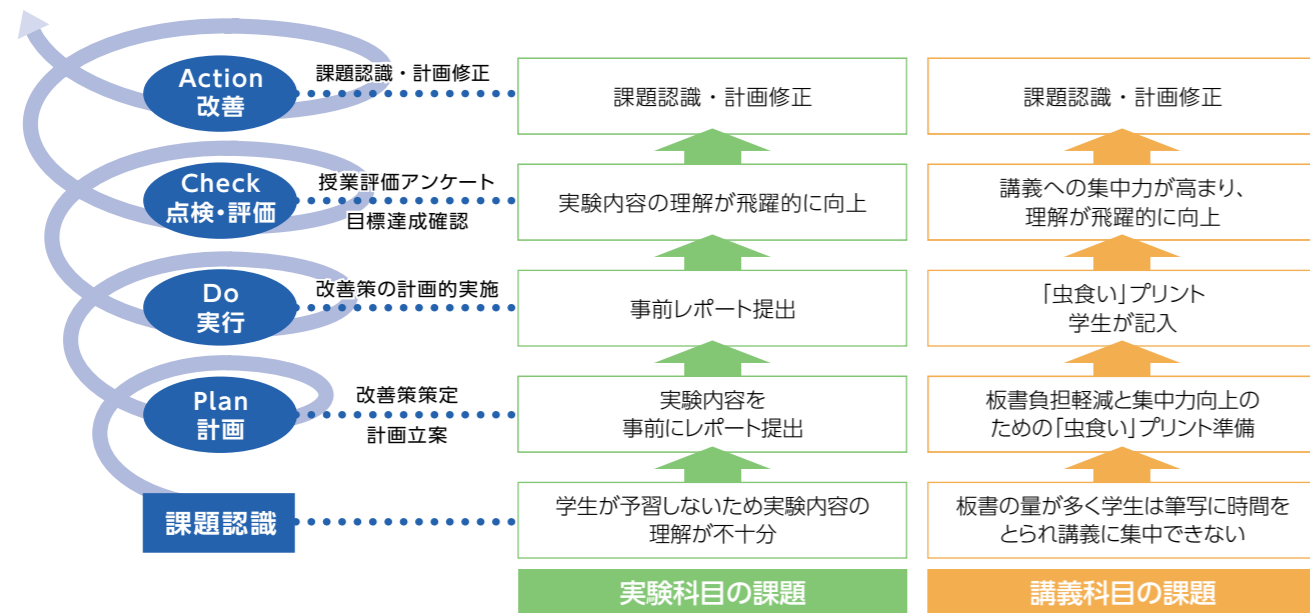 Action
改善
課題認識・計画修正
課題認識・計画修正
課題認識・計画修正
Check
点検・評価
授業評価アンケート
目標達成確認
実験内容の理解が飛躍的に向上
講義への集中力が高まり、
理解が飛躍的に向上
Do
実行
改善策の計画的実施
事前レポート提出
「虫食い」プリント
学生が記入
Plan
計画
改善策策定
計画立案
実験内容を
事前にレポート提出
板書負担軽減と集中力向上の
ための「虫食い」プリント準備
課題認識
学生が予習しないため実験内容の
理解が不十分
板書の量が多く学生は筆写に時間を
とられ講義に集中できない
実験科目の課題
講義科目の課題